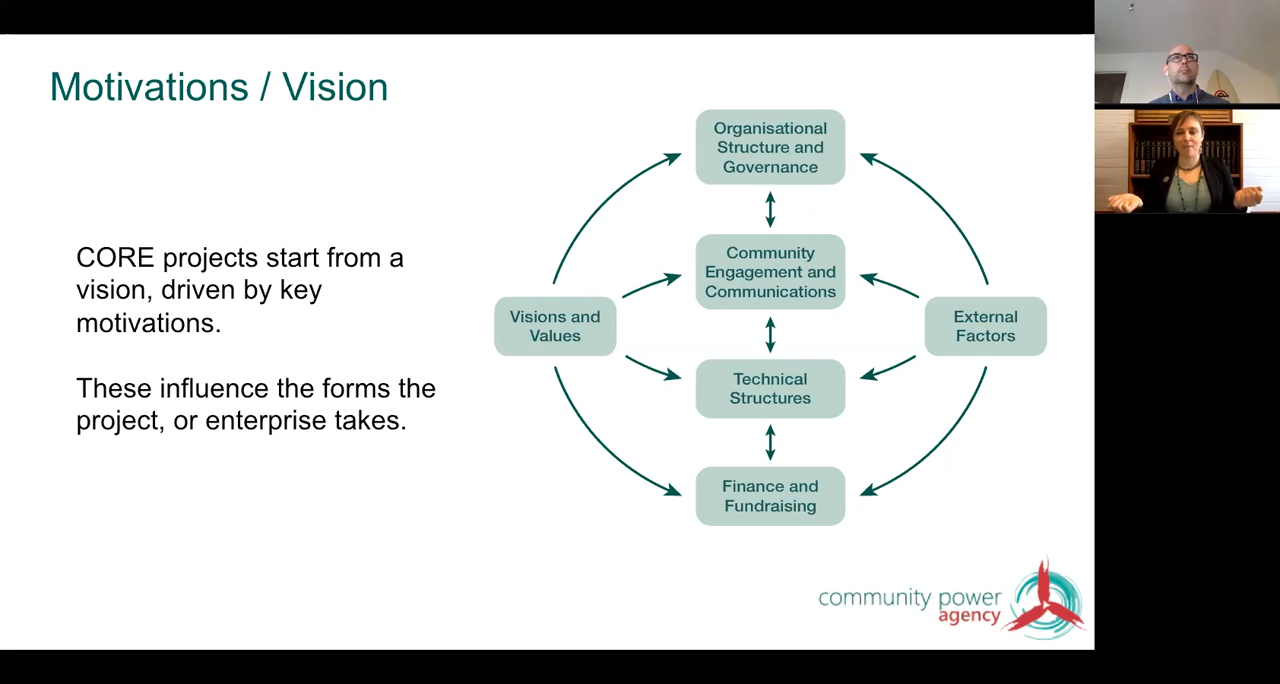 Motivations / Vision
CORE projects start from a
vision, driven by key
motivations.
These influence the forms the
project, or enterprise takes.
Organisational
Structure and
Governance
Community
Engagement and
Communications
Visions and
Values
External
Factors
Technical
Structures
Finance and
Fundraising
community power
agency